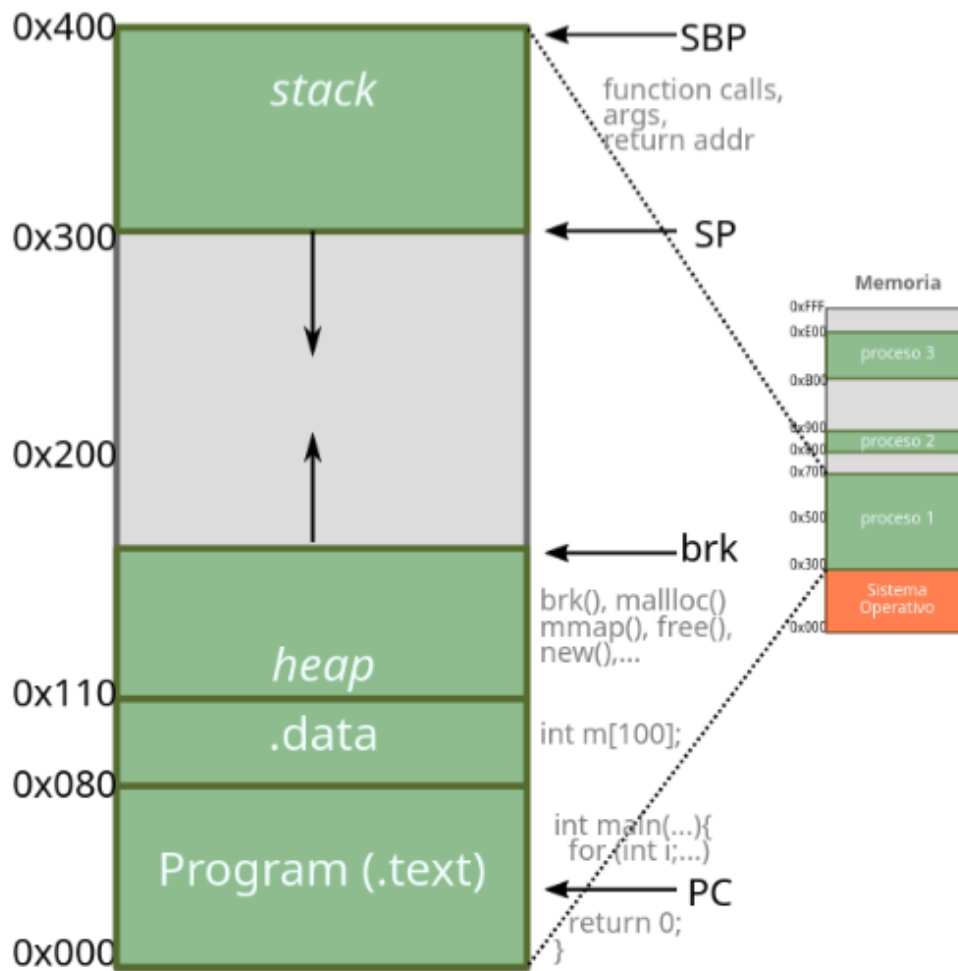 0x400
stack
SBP
function calls,
args,
return addr
0x300
SP
0x200
brk
brk(), mallloc()
mmap(), free(),
new(),...
heap
0x110
.data
int m[100];
0x080
int main(...){
for (int i;...)
Program (.text)
PC
return 0;
}
0x000
Memoria
0xFFF
0xE00
proceso 3
0xB00
0x900
proceso 2
0x800
0x700
proceso 1
0x500
0x300
Sistema
Operativo
0x000